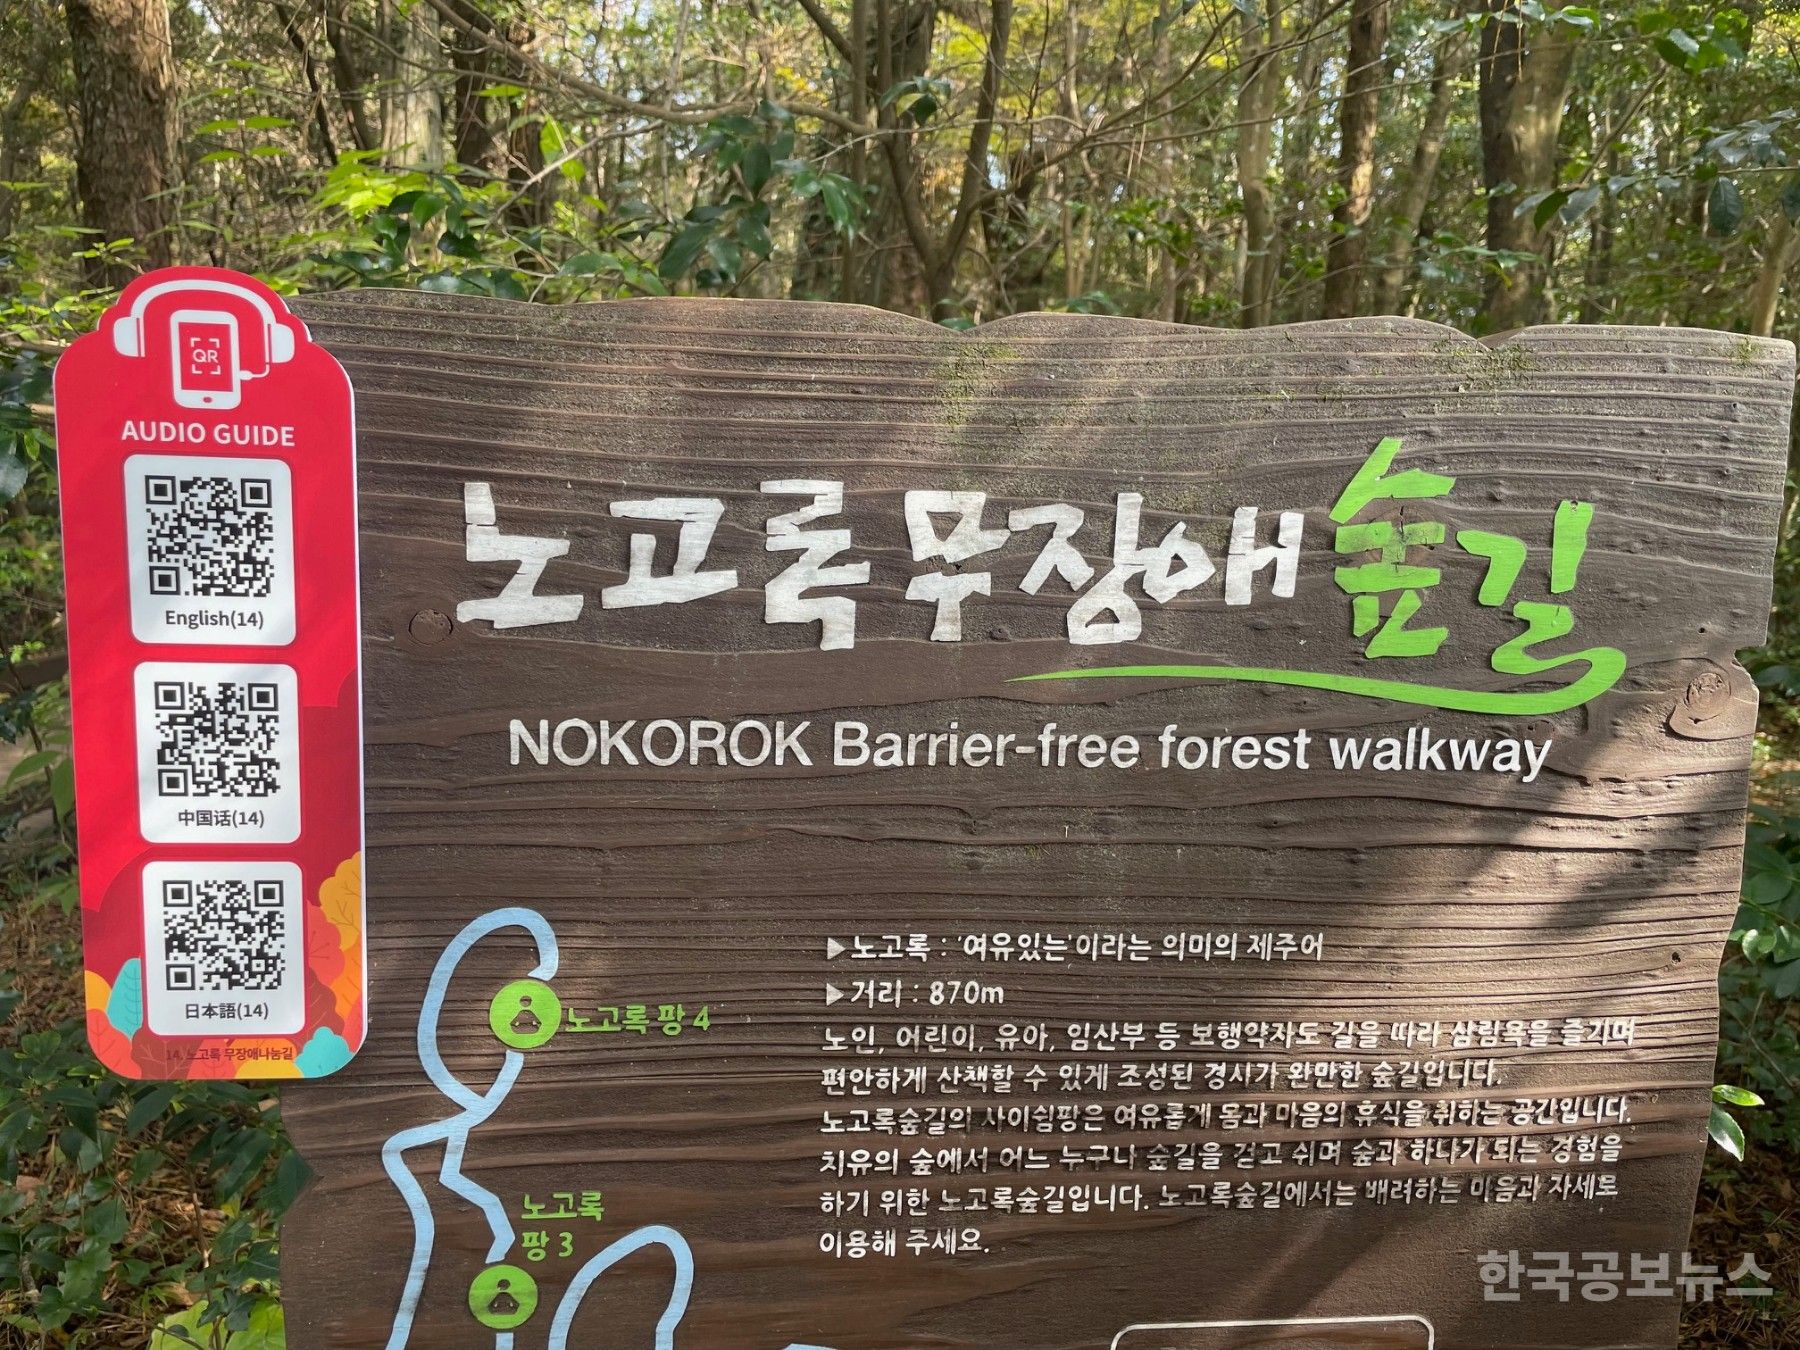 QR
AUDIO GUIDE
English(14)
中国话(14)
日本語(14)
14. 노고록 무장애나눔길
노고록 무장애 숲길
NOKOROK Barrier-free forest walkway
▶노고록 : '여유있는'이라는 의미의 제주어
▶거리 : 870m
노인, 어린이, 유아, 임산부 등 보행약자도 길을 따라 삼림욕을 즐기며
편안하게 산책할 수 있게 조성된 경사가 완만한 숲길입니다.
노고록숲길의 사이쉼팡은 여유롭게 몸과 마음의 휴식을 취하는 공간입니다.
치유의 숲에서 어느 누구나 숲길을 걷고 쉬며 숲과 하나가 되는 경험을
하기 위한 노고록숲길입니다. 노고록숲길에서는 배려하는 마음과 자세로
이용해 주세요.
노고록 팡 4
노고록
팡 3
한국공보뉴스